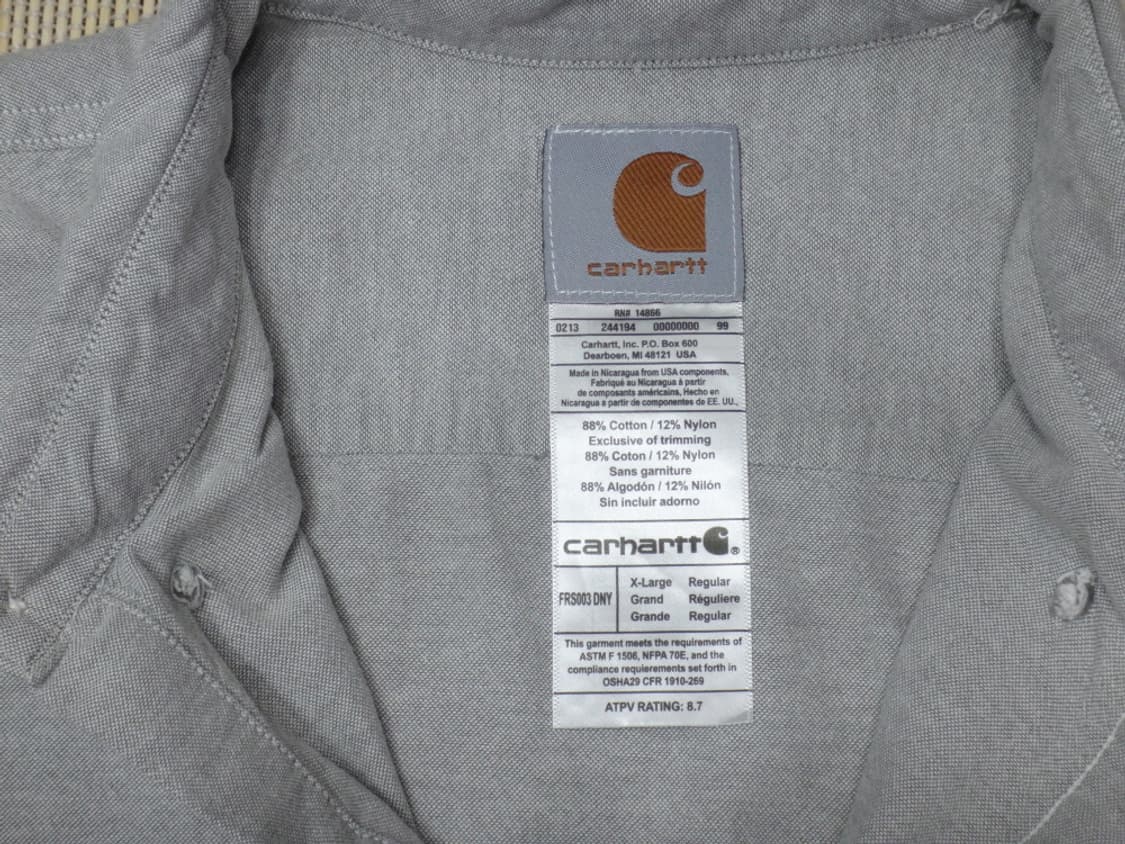 carhartt
RN# 14866
0213 244194 00000000 99
Carhartt, Inc. P.O. Box 600
Dearboen, MI 48121 USA
Made in Nicaragua from USA components.
Fabriqué au Nicaragua à partir
de composants américains, Hecho en
Nicaragua a partir de componentes de EE. UU.,
88% Cotton / 12% Nylon
Exclusive of trimming
88% Coton / 12% Nylon
Sans garniture
88% Algodón / 12% Nilón
Sin incluir adorno
carhartt®
FRS003 DNY
X-Large Regular
Grand Réguliere
Grande Regular
This garment meets the requirements of
ASTM F 1506, NFPA 70E, and the
compliance requierements set forth in
OSHA29 CFR 1910-269
ATPV RATING: 8.7